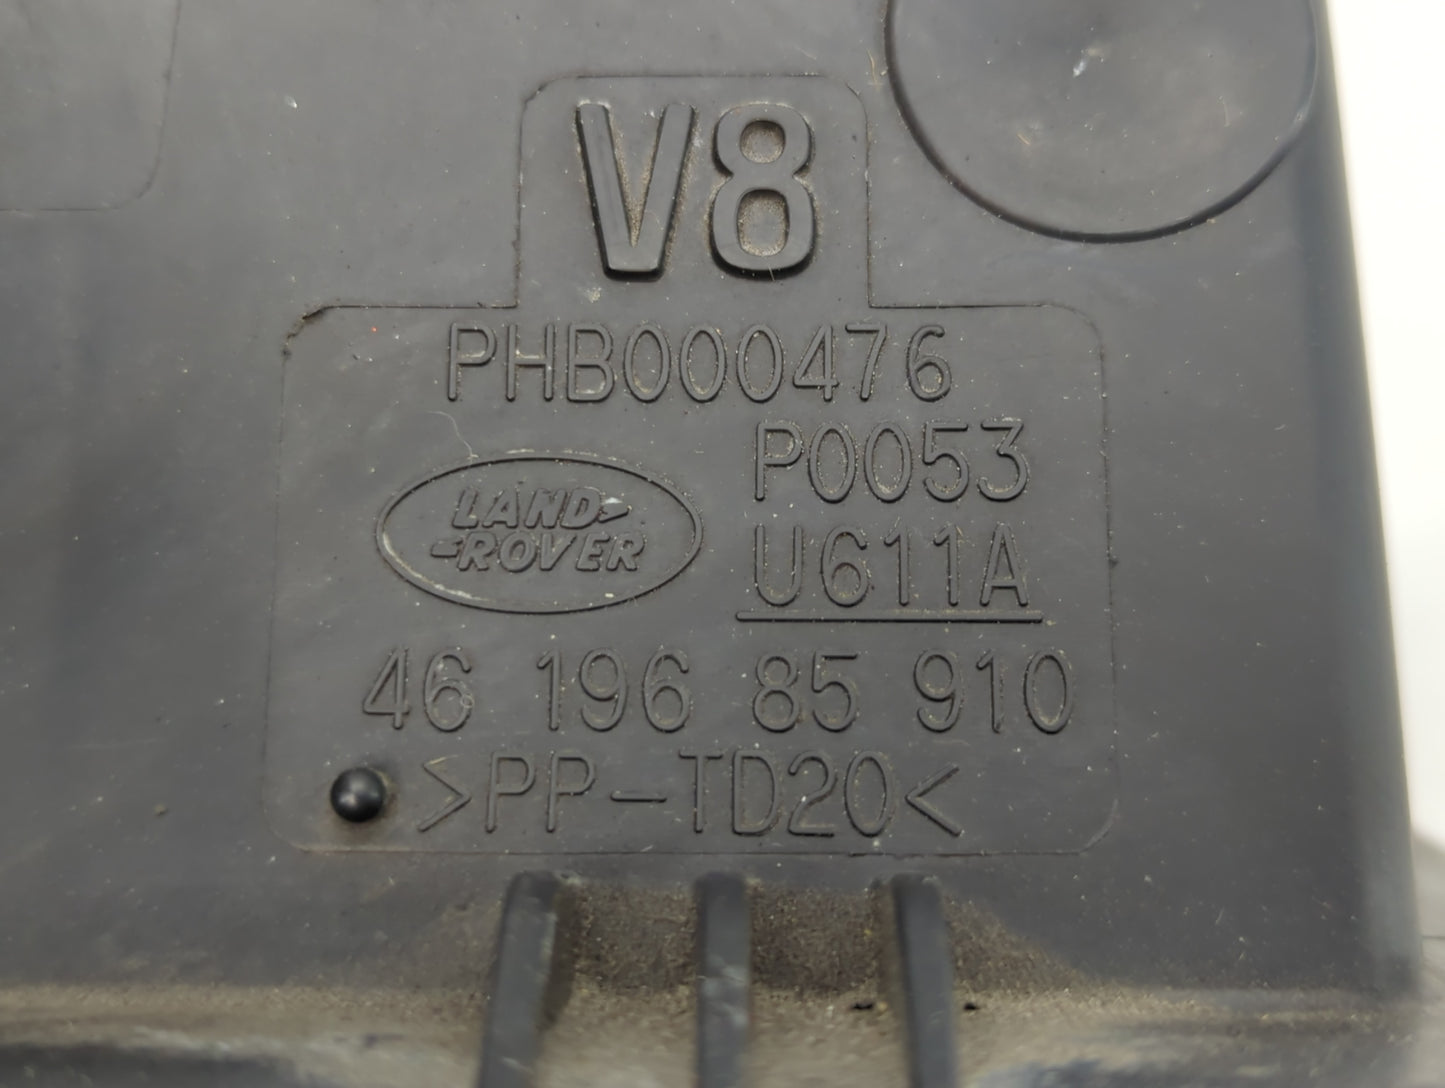 V8
PHB000476
P0053
LAND
ROVER
U611A
46 196 85 910
>PP-TD20<